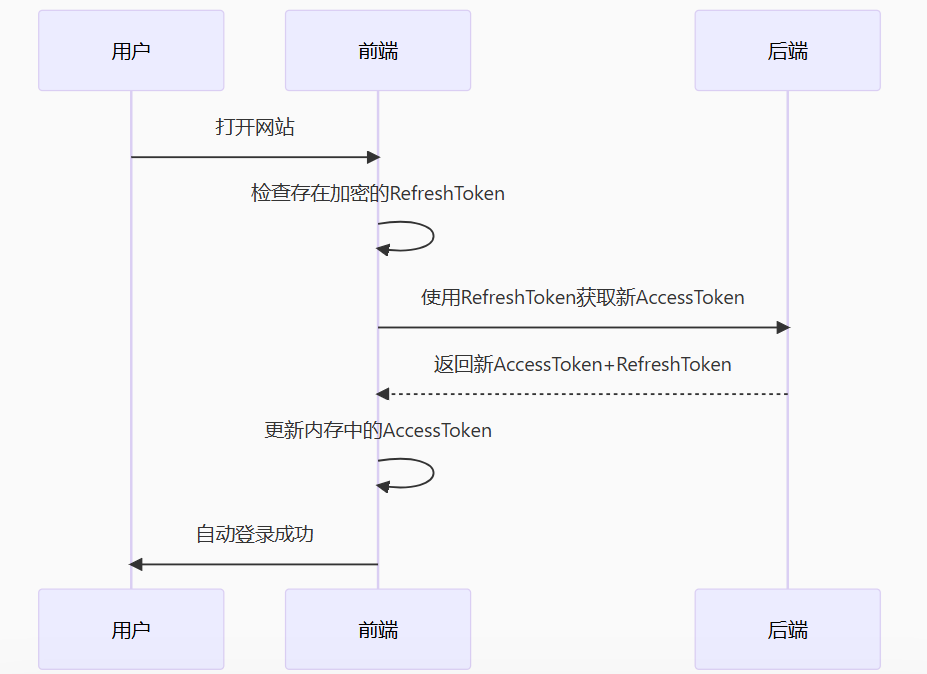 用户
前端
后端
打开网站
检查存在加密的RefreshToken
使用RefreshToken获取新AccessToken
返回新AccessToken+RefreshToken
更新内存中的AccessToken
自动登录成功
用户
前端
后端